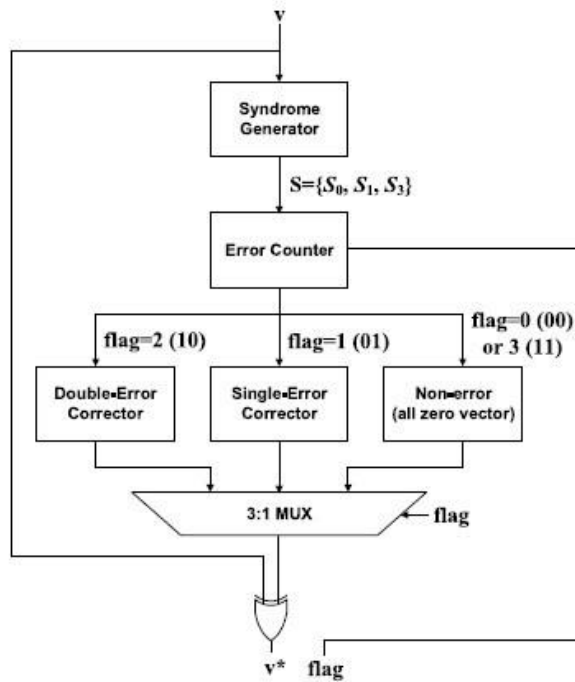 v
Syndrome
Generator
S={S₀, S₁, S₃}
Error Counter
flag=2 (10)
flag=1 (01)
flag=0 (00)
or 3 (11)
Double-Error
Corrector
Single-Error
Corrector
Non-error
(all zero vector)
3:1 MUX
flag
v*
flag